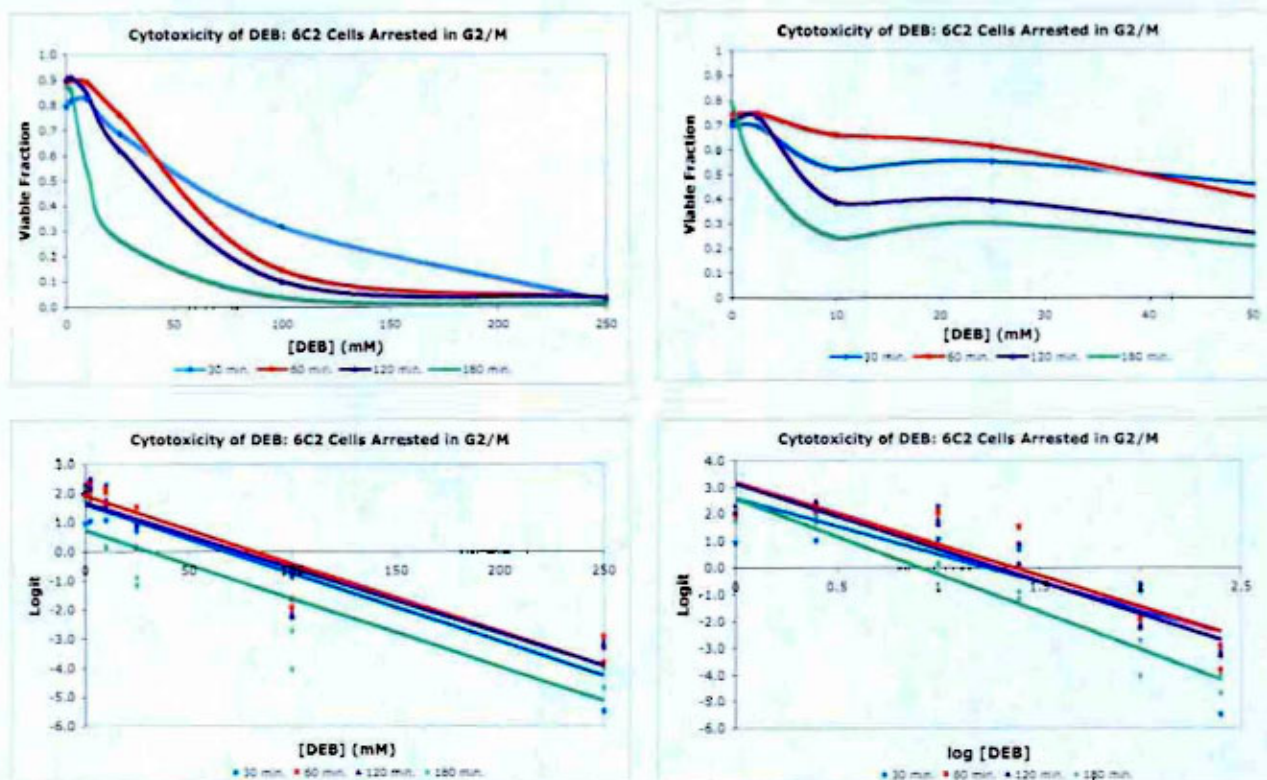 Cytotoxicity of DEB: 6C2 Cells Arrested in G2/M
Viable Fraction
1.0
0.9
0.8
0.7
0.6
0.5
0.4
0.3
0.2
0.1
0.0
0 50 100 150 200 250
[DEB] (mM)
30 min. 60 min. 120 min. 180 min.
Cytotoxicity of DEB: 6C2 Cells Arrested in G2/M
Viable Fraction
1
0.9
0.8
0.7
0.6
0.5
0.4
0.3
0.2
0.1
0
0 10 20 30 40 50
[DEB] (mM)
30 min. 60 min. 120 min. 180 min.
Cytotoxicity of DEB: 6C2 Cells Arrested in G2/M
Logit
3.0
2.0
1.0
0.0
-1.0
-2.0
-3.0
-4.0
-5.0
-6.0
0 50 100 150 200 250
[DEB] (mM)
30 min. 60 min. 120 min. 180 min.
Cytotoxicity of DEB: 6C2 Cells Arrested in G2/M
Logit
4.0
3.0
2.0
1.0
0.0
-1.0
-2.0
-3.0
-4.0
-5.0
-6.0
0 0.5 1 1.5 2 2.5
log [DEB]
30 min. 60 min. 120 min. 180 min.